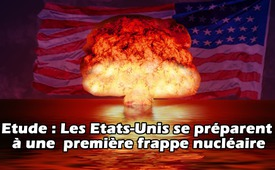 Etude : Les Etats-Unis se préparent
à une première frappe nucléaire